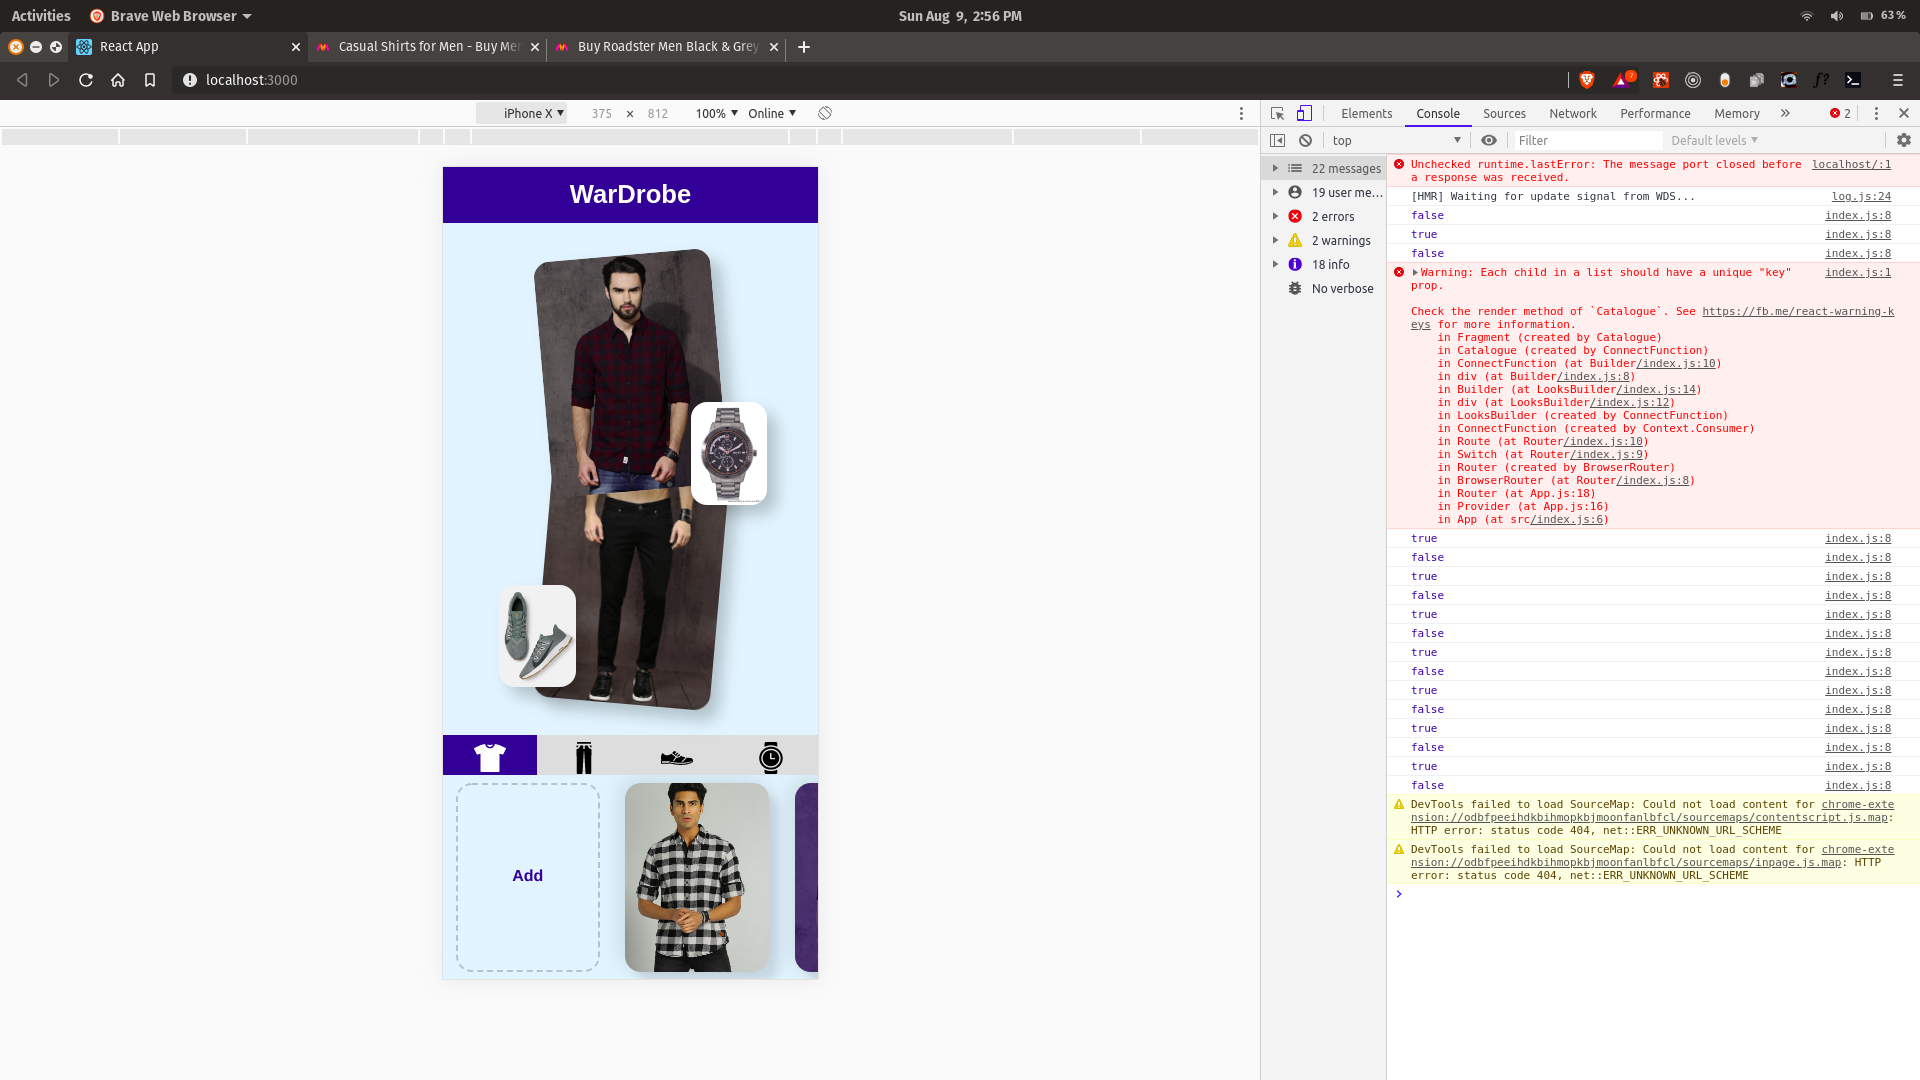 Activities
Brave Web Browser
Sun Aug 9, 2:56 PM
63 %
React App
Casual Shirts for Men - Buy Men
Buy Roadster Men Black & Grey
localhost:3000
iPhone X
375 × 812
100%
Online
Elements
Console
Sources
Network
Performance
Memory
2
top
Filter
Default levels
22 messages
19 user me...
2 errors
2 warnings
18 info
No verbose
WarDrobe
Add
Unchecked runtime.lastError: The message port closed before localhost/:1
a response was received.
[HMR] Waiting for update signal from WDS... log.js:24
false index.js:8
true index.js:8
false index.js:8
Warning: Each child in a list should have a unique "key" index.js:1
prop.
Check the render method of `Catalogue`. See https://fb.me/react-warning-k
eys for more information.
in Fragment (created by Catalogue)
in Catalogue (created by ConnectFunction)
in ConnectFunction (at Builder/index.js:10)
in div (at Builder/index.js:8)
in Builder (at LooksBuilder/index.js:14)
in div (at LooksBuilder/index.js:12)
in LooksBuilder (created by ConnectFunction)
in ConnectFunction (created by Context.Consumer)
in Route (at Router/index.js:10)
in Switch (at Router/index.js:9)
in Router (created by BrowserRouter)
in BrowserRouter (at Router/index.js:8)
in Router (at App.js:18)
in Provider (at App.js:16)
in App (at src/index.js:6)
true index.js:8
false index.js:8
true index.js:8
false index.js:8
true index.js:8
false index.js:8
true index.js:8
false index.js:8
true index.js:8
false index.js:8
true index.js:8
false index.js:8
true index.js:8
false index.js:8
DevTools failed to load SourceMap: Could not load content for chrome-exte
nsion://odbfpeeihdkbihmopkbjmoonfanlbfcl/sourcemaps/contentscript.js.map:
HTTP error: status code 404, net::ERR_UNKNOWN_URL_SCHEME
DevTools failed to load SourceMap: Could not load content for chrome-exte
nsion://odbfpeeihdkbihmopkbjmoonfanlbfcl/sourcemaps/inpage.js.map: HTTP
error: status code 404, net::ERR_UNKNOWN_URL_SCHEME